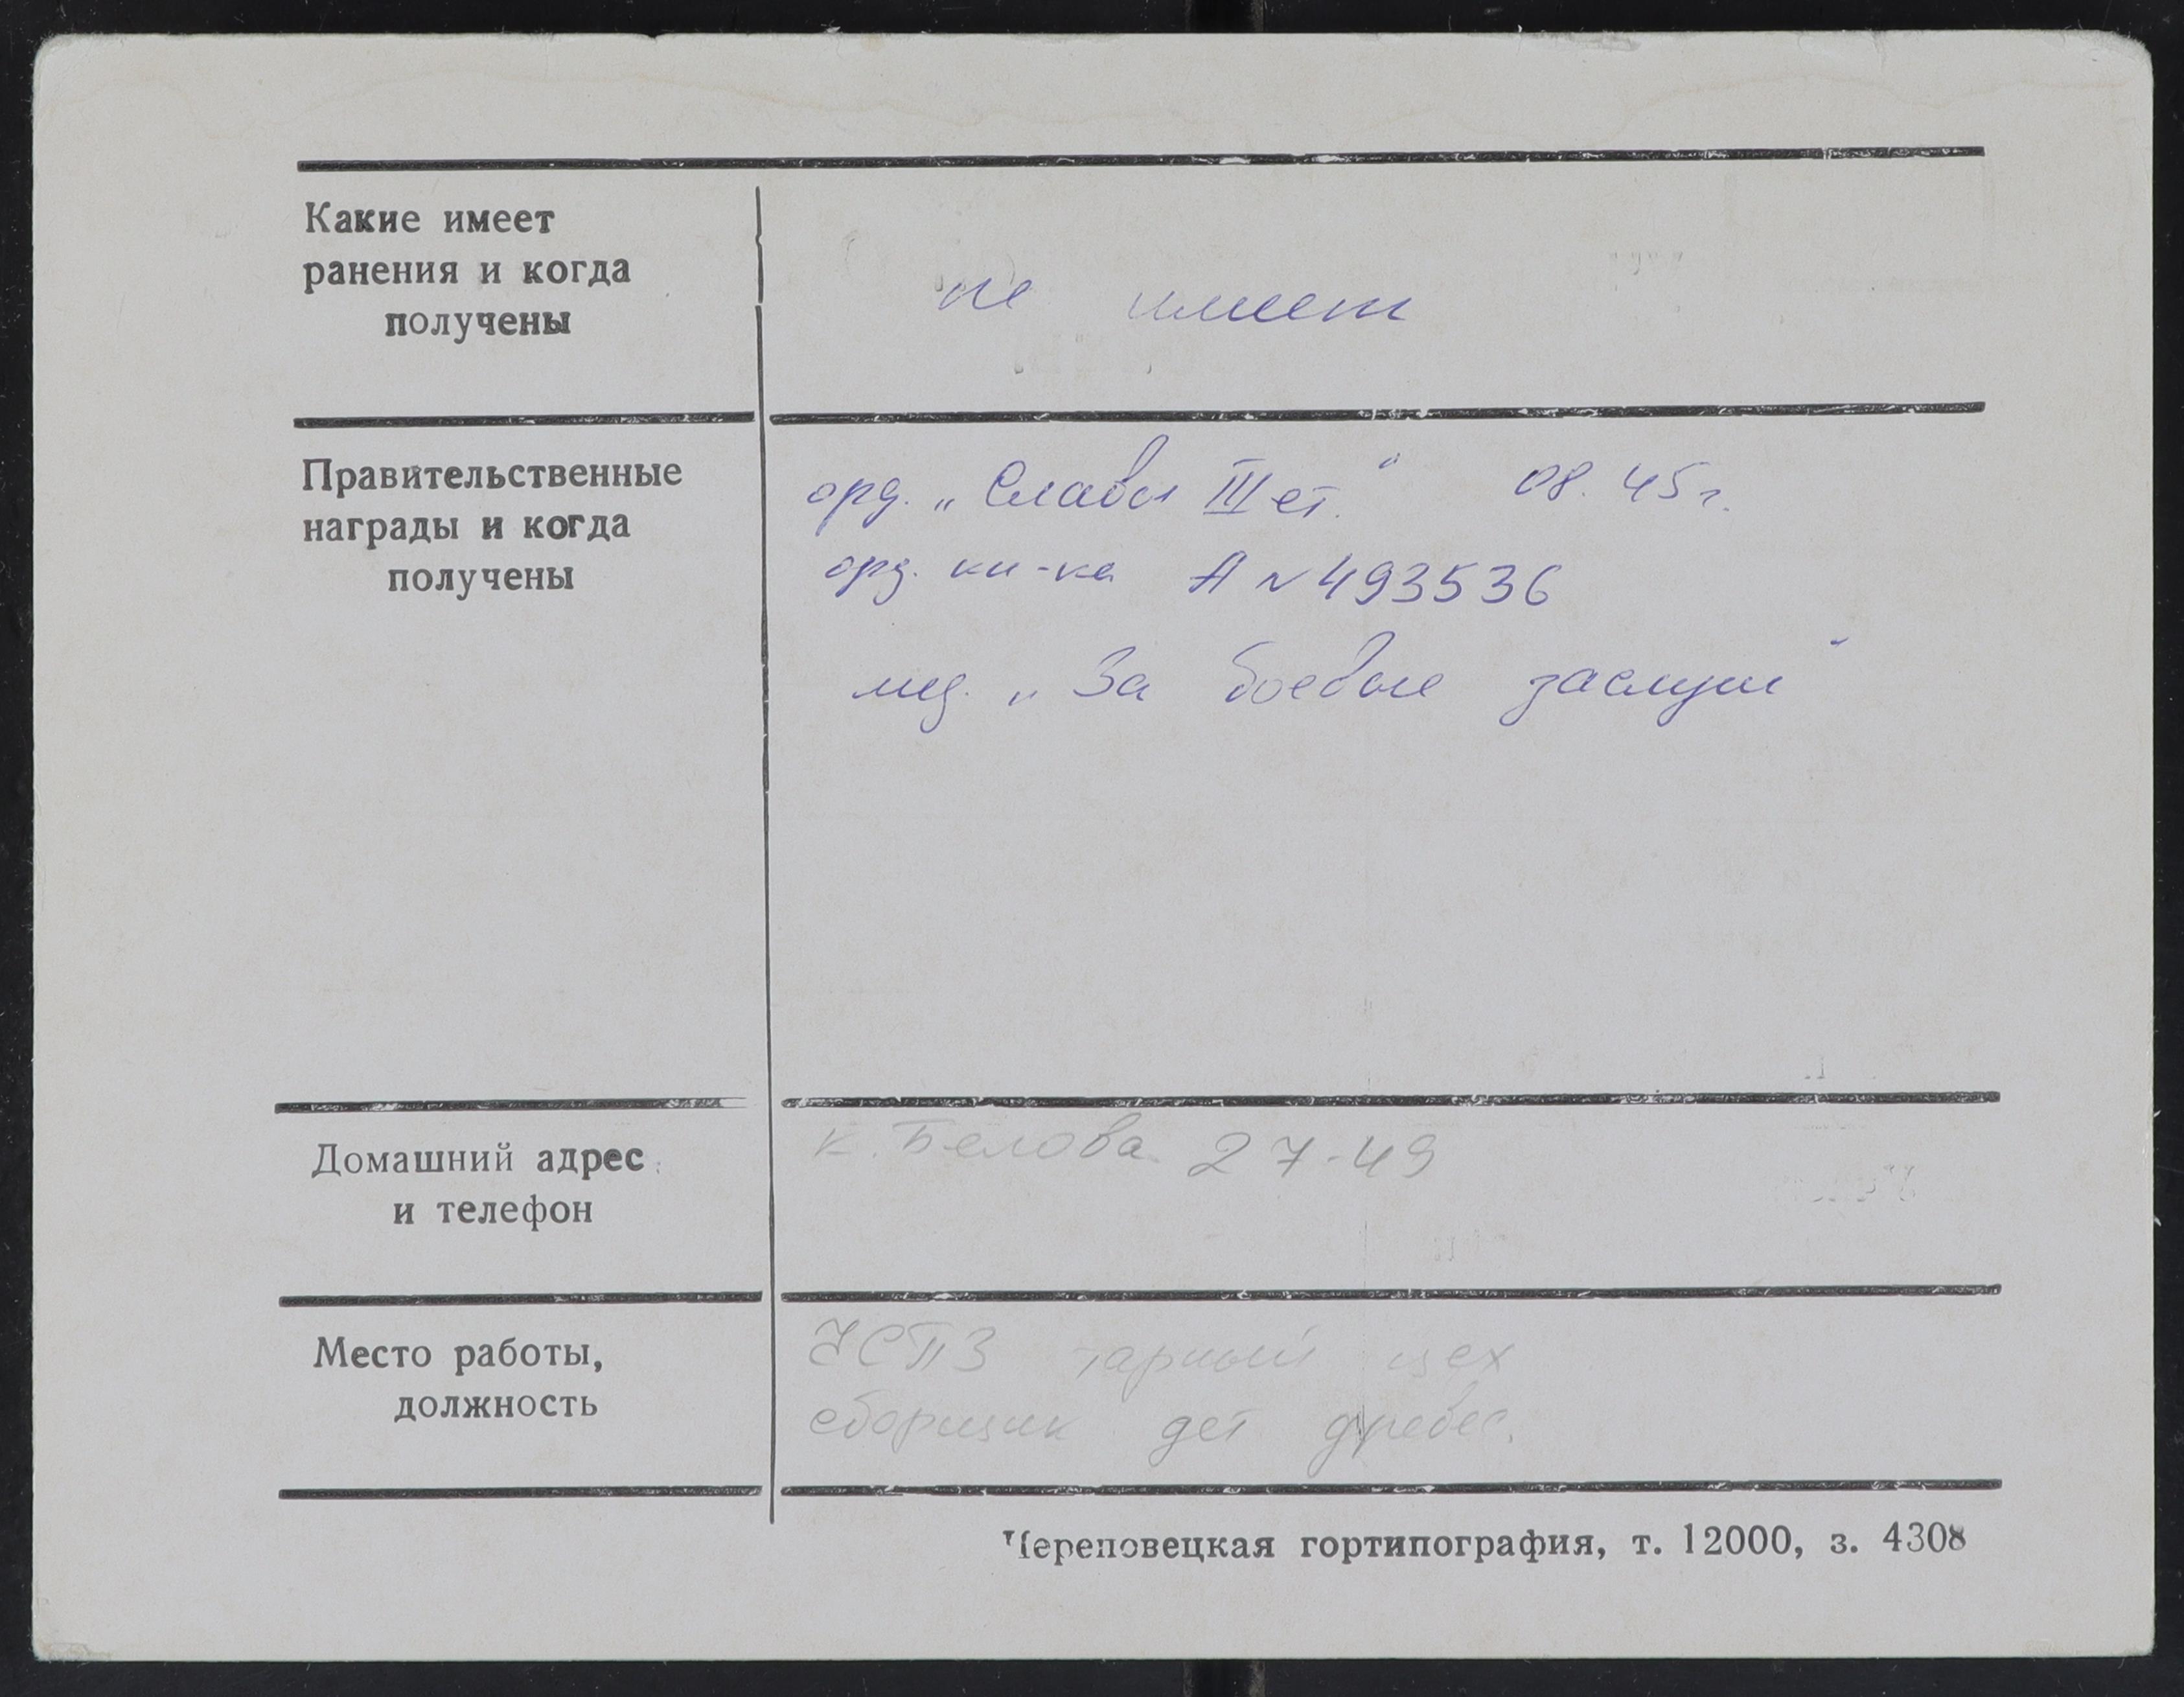 Какие имеет
ранения и когда
получены
не имеет
Правительственные
награды и когда
получены
орд. „Славы III ст." 08.45г.
орд. кн-ка А № 493536
мед. „За боевые заслуги"
Домашний адрес
и телефон
к. Белова 27-49
Место работы,
должность
ЧСПЗ тарный цех
сборщик дет древес.
Череповецкая гортипография, т. 12000, з. 4308